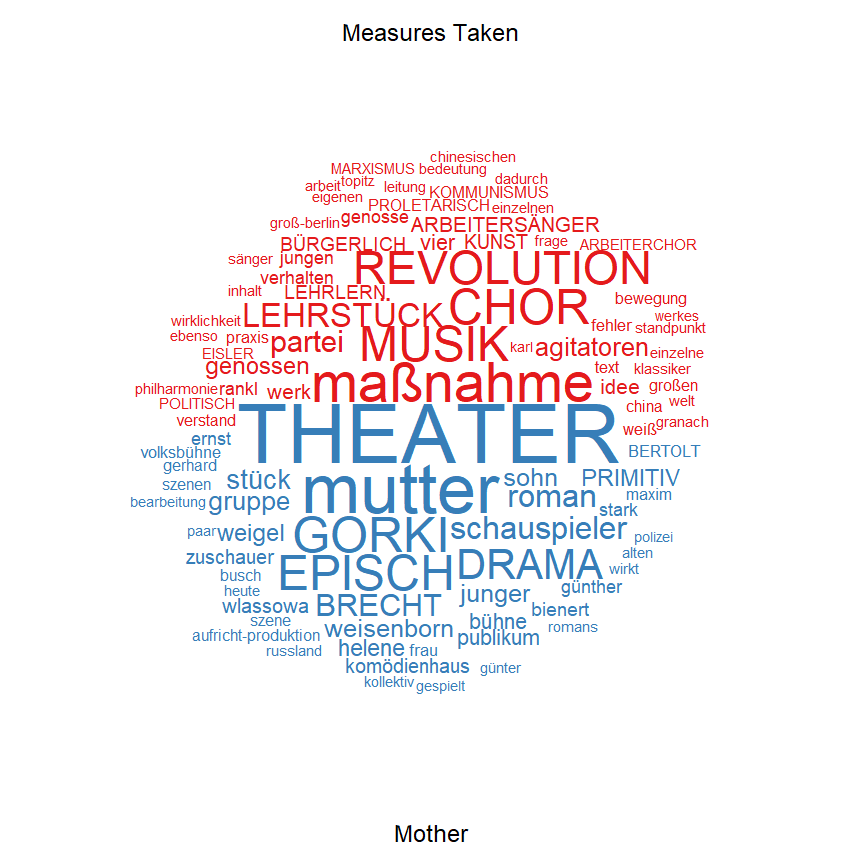 Measures Taken
chinesischen
MARXISMUS bedeutung
arbeit topitz leitung dadurch
eigenen KOMMUNISMUS
PROLETARISCH einzelnen
groß-berlin genosse ARBEITERSÄNGER
BÜRGERLICH vier KUNST frage ARBEITERCHOR
sänger jungen REVOLUTION
verhalten
inhalt LEHRLERN CHOR bewegung
wirklichkeit LEHRSTÜCK fehler werkes
ebenso praxis partei MUSIK standpunkt
EISLER karl agitatoren einzelne
genossen maßnahme text klassiker
philharmonie rankl werk idee großen
POLITISCH THEATER china welt
verstand weiß granach
ernst
volksbühne BERTOLT
gerhard
szenen stück mutter sohn PRIMITIV
bearbeitung gruppe roman maxim
stark
paar weigel GORKI schauspieler polizei
zuschauer alten
busch EPISCH DRAMA wirkt
heute günther
wlassowa BRECHT junger bienert
szene weisenborn bühne romans
aufricht-produktion publikum
russland helene frau
komödienhaus günter
kollektiv gespielt
Mother